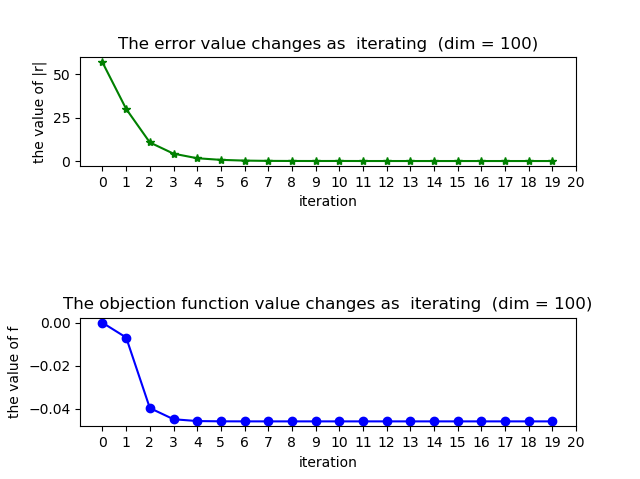 The error value changes as  iterating  (dim = 100)
the value of |r|
50
25
0
0 1 2 3 4 5 6 7 8 9 10 11 12 13 14 15 16 17 18 19 20
iteration
The objection function value changes as  iterating  (dim = 100)
the value of f
0.00
−0.02
−0.04
0 1 2 3 4 5 6 7 8 9 10 11 12 13 14 15 16 17 18 19 20
iteration